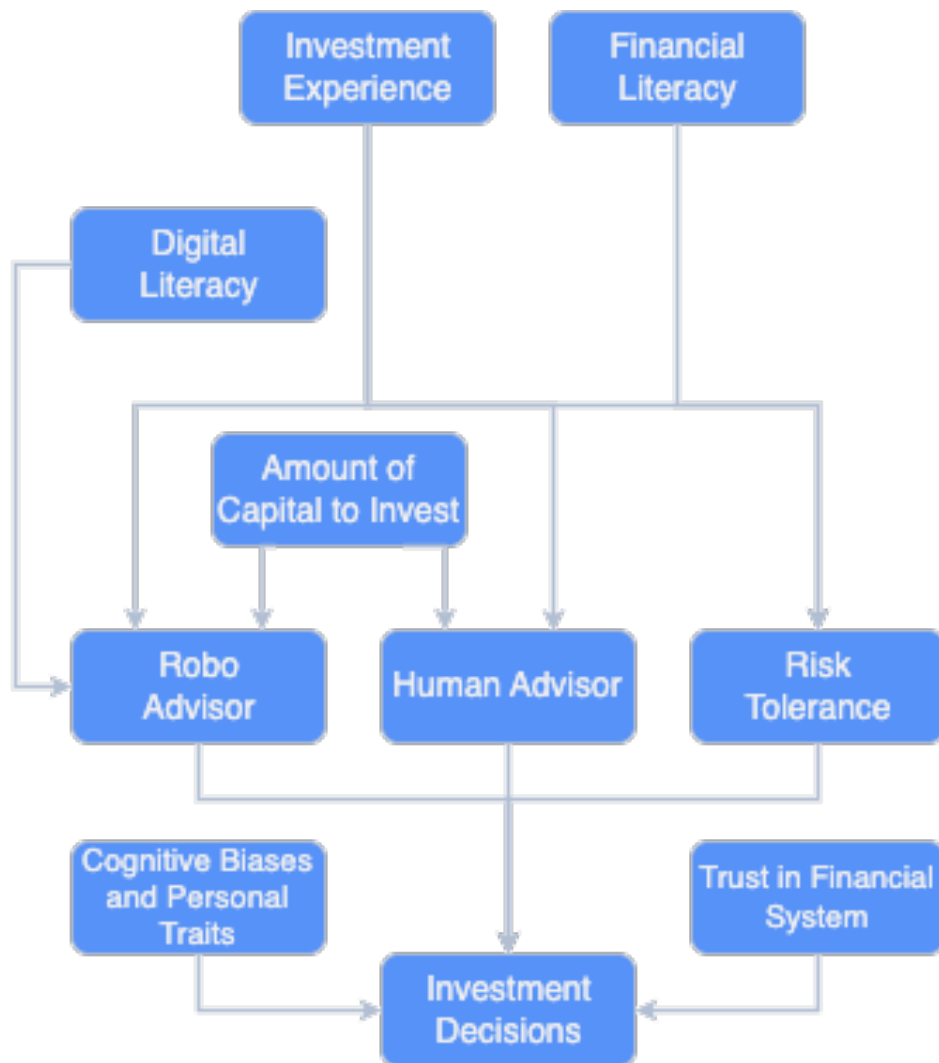 Investment
Experience
Financial
Literacy
Digital
Literacy
Amount of
Capital to Invest
Robo
Advisor
Human Advisor
Risk
Tolerance
Cognitive Biases
and Personal
Traits
Trust in Financial
System
Investment
Decisions